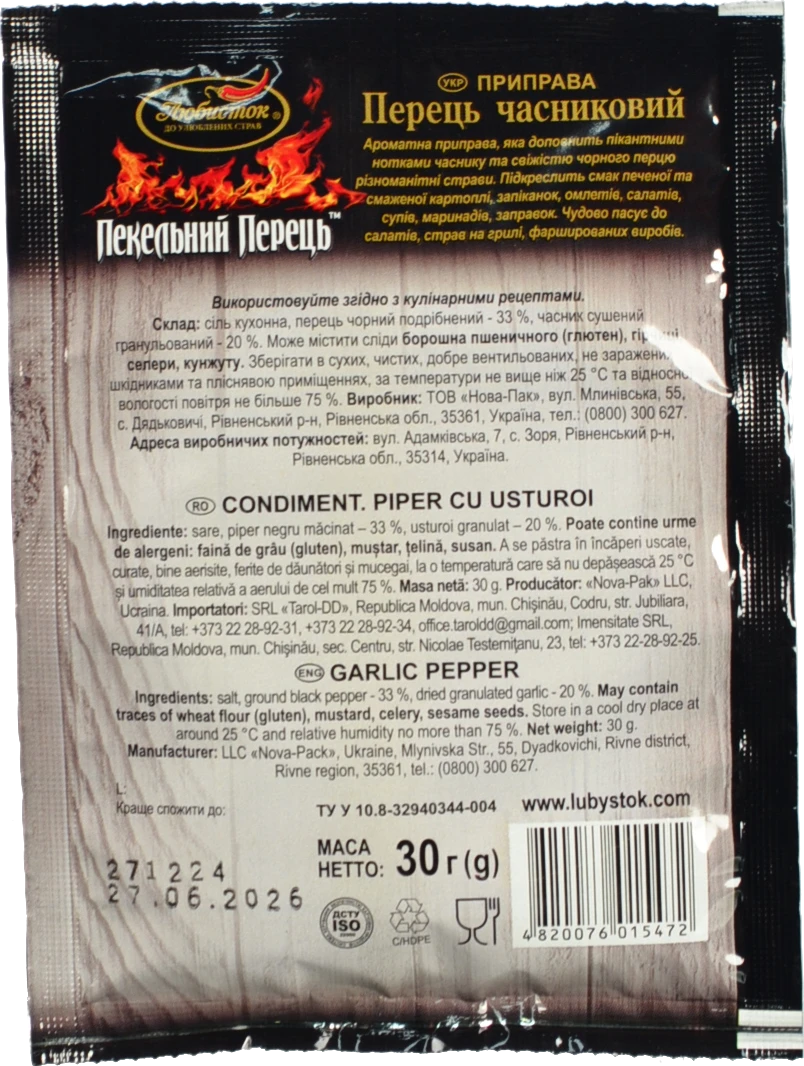 Любисток®
ДО УЛЮБЛЕНИХ СТРАВ
Пекельний Перець™
УКР ПРИПРАВА
Перець часниковий
Ароматна приправа, яка доповнить пікантними
нотками часнику та свіжістю чорного перцю
різноманітні страви. Підкреслить смак печеної та
смаженої картоплі, запіканок, омлетів, салатів,
супів, маринадів, заправок. Чудово пасує до
салатів, страв на грилі, фаршированих виробів.
Використовуйте згідно з кулінарними рецептами.
Склад: сіль кухонна, перець чорний подрібнений - 33 %, часник сушений
гранульований - 20 %. Може містити сліди борошна пшеничного (глютен),
селери, кунжуту. Зберігати в сухих, чистих, добре вентильованих, не заражених
шкідниками та пліснявою приміщеннях, за температури не вище ніж 25 °С та відносної
вологості повітря не більше 75 %. Виробник: ТОВ «Нова-Пак», вул. Млинівська, 55,
с. Дядьковичі, Рівненський р-н, Рівненська обл., 35361, Україна, тел.: (0800) 300 627.
Адреса виробничих потужностей: вул. Адамківська, 7, с. Зоря, Рівненський р-н,
Рівненська обл., 35314, Україна.
RO CONDIMENT. PIPER CU USTUROI
Ingrediente: sare, piper negru măcinat – 33 %, usturoi granulat – 20 %. Poate contine urme
de alergeni: faină de grâu (gluten), muștar, țelină, susan. A se păstra în încăperi uscate,
curate, bine aerisite, ferite de dăunători și mucegai, la o temperatură care să nu depășească 25 °C
și umiditatea relativă a aerului de cel mult 75 %. Masa netă: 30 g. Producător: «Nova-Pak» LLC,
Ucraina. Importatori: SRL «Tarol-DD», Republica Moldova, mun. Chișinău, Codru, str. Jubiliara,
41/A, tel: +373 22 28-92-31, +373 22 28-92-34, office.taroldd@gmail.com; Imensitate SRL,
Republica Moldova, mun. Chișinău, sec. Centru, str. Nicolae Testemițanu, 23, tel: +373 22-28-92-25.
ENG GARLIC PEPPER
Ingredients: salt, ground black pepper - 33 %, dried granulated garlic - 20 %. May contain
traces of wheat flour (gluten), mustard, celery, sesame seeds. Store in a cool dry place at
around 25 °C and relative humidity no more than 75 %. Net weight: 30 g.
Manufacturer: LLC «Nova-Pack», Ukraine, Mlynivska Str., 55, Dyadkovichi, Rivne district,
Rivne region, 35361, tel.: (0800) 300 627.
L:
Краще спожити до:
ТУ У 10.8-32940344-004
www.lubystok.com
МАСА
НЕТТО: 30 г (g)
271224
27.06.2026
ДСТУ
ISO
C/HDPE
4 820076 015472